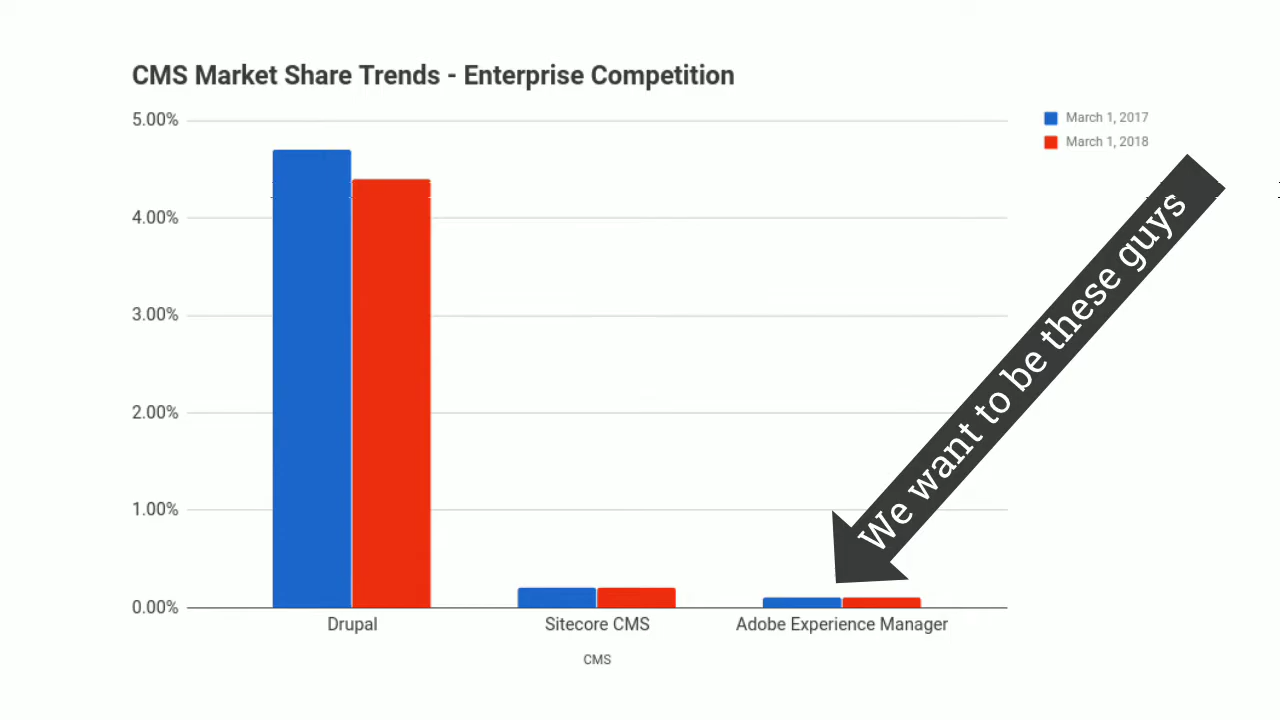 CMS Market Share Trends - Enterprise Competition
5.00%
4.00%
3.00%
2.00%
1.00%
0.00%
March 1, 2017
March 1, 2018
We want to be these guys
Drupal
Sitecore CMS
Adobe Experience Manager
CMS